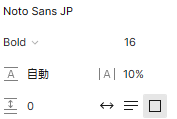 Noto Sans JP
Bold 16
自動 10%
0